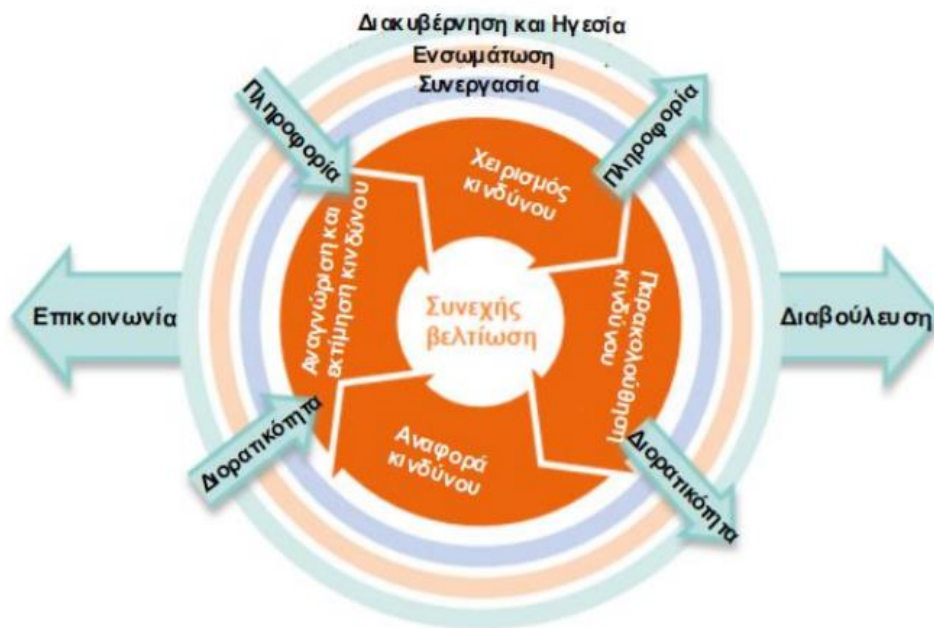 Διακυβέρνηση και Ηγεσία
Ενσωμάτωση
Συνεργασία
Πληροφορία
Πληροφορία
Χειρισμός
κινδύνου
Αναγνώριση και
εκτίμηση κινδύνου
Παρακολούθηση
κινδύνου
Συνεχής
βελτίωση
Επικοινωνία
Διαβούλευση
Διορατικότητα
Αναφορά
κινδύνου
Διορατικότητα